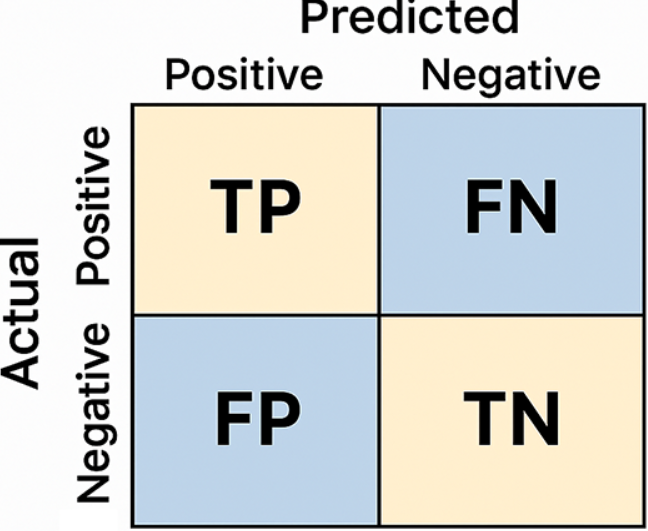 Predicted
Positive Negative
Actual
Positive
TP FN
Negative
FP TN